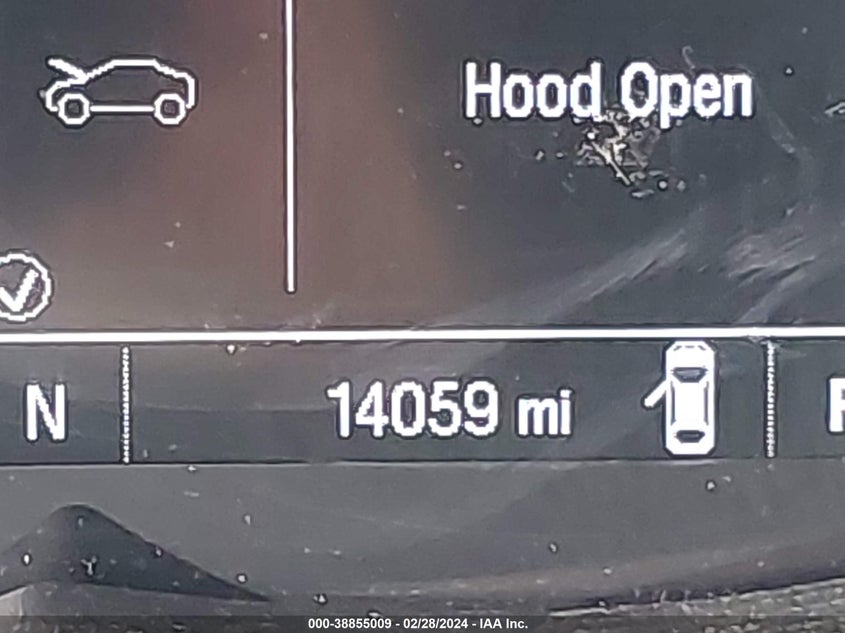 Hood Open
N 14059 mi
000-38855009 - 02/28/2024 - IAA Inc.